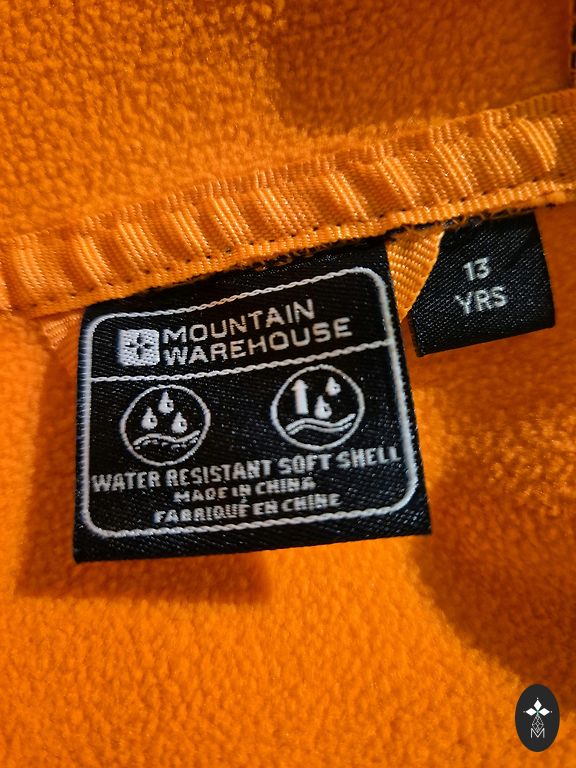 MOUNTAIN
WAREHOUSE
WATER RESISTANT SOFT SHELL
MADE IN CHINA
FABRIQUÉ EN CHINE
13
YRS
M